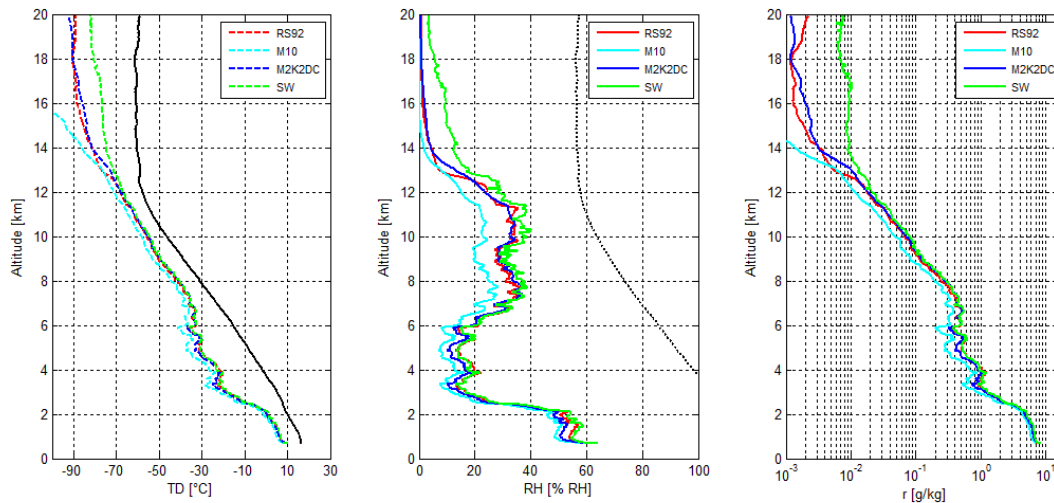 20
18
16
14
12
10
8
6
4
2
0
Altitude [km]
-90 -70 -50 -30 -10 10 30
TD [°C]
RS92
M10
M2K2DC
SW
20
18
16
14
12
10
8
6
4
2
0
Altitude [km]
0 20 40 60 80 100
RH [% RH]
RS92
M10
M2K2DC
SW
20
18
16
14
12
10
8
6
4
2
0
Altitude [km]
10⁻³ 10⁻² 10⁻¹ 10⁰ 10¹
r [g/kg]
RS92
M10
M2K2DC
SW